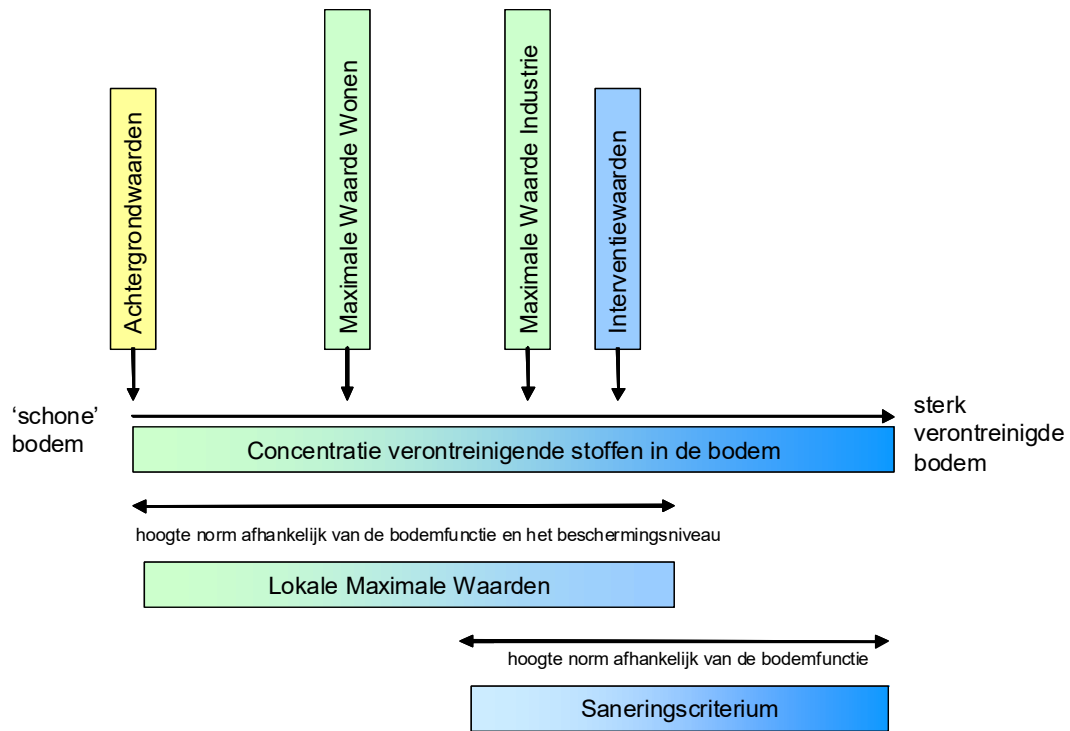 Achtergrondwaarden
Maximale Waarde Wonen
Maximale Waarde Industrie
Interventiewaarden
‘schone’
bodem
sterk
verontreinigde
bodem
Concentratie verontreinigende stoffen in de bodem
hoogte norm afhankelijk van de bodemfunctie en het beschermingsniveau
Lokale Maximale Waarden
hoogte norm afhankelijk van de bodemfunctie
Saneringscriterium